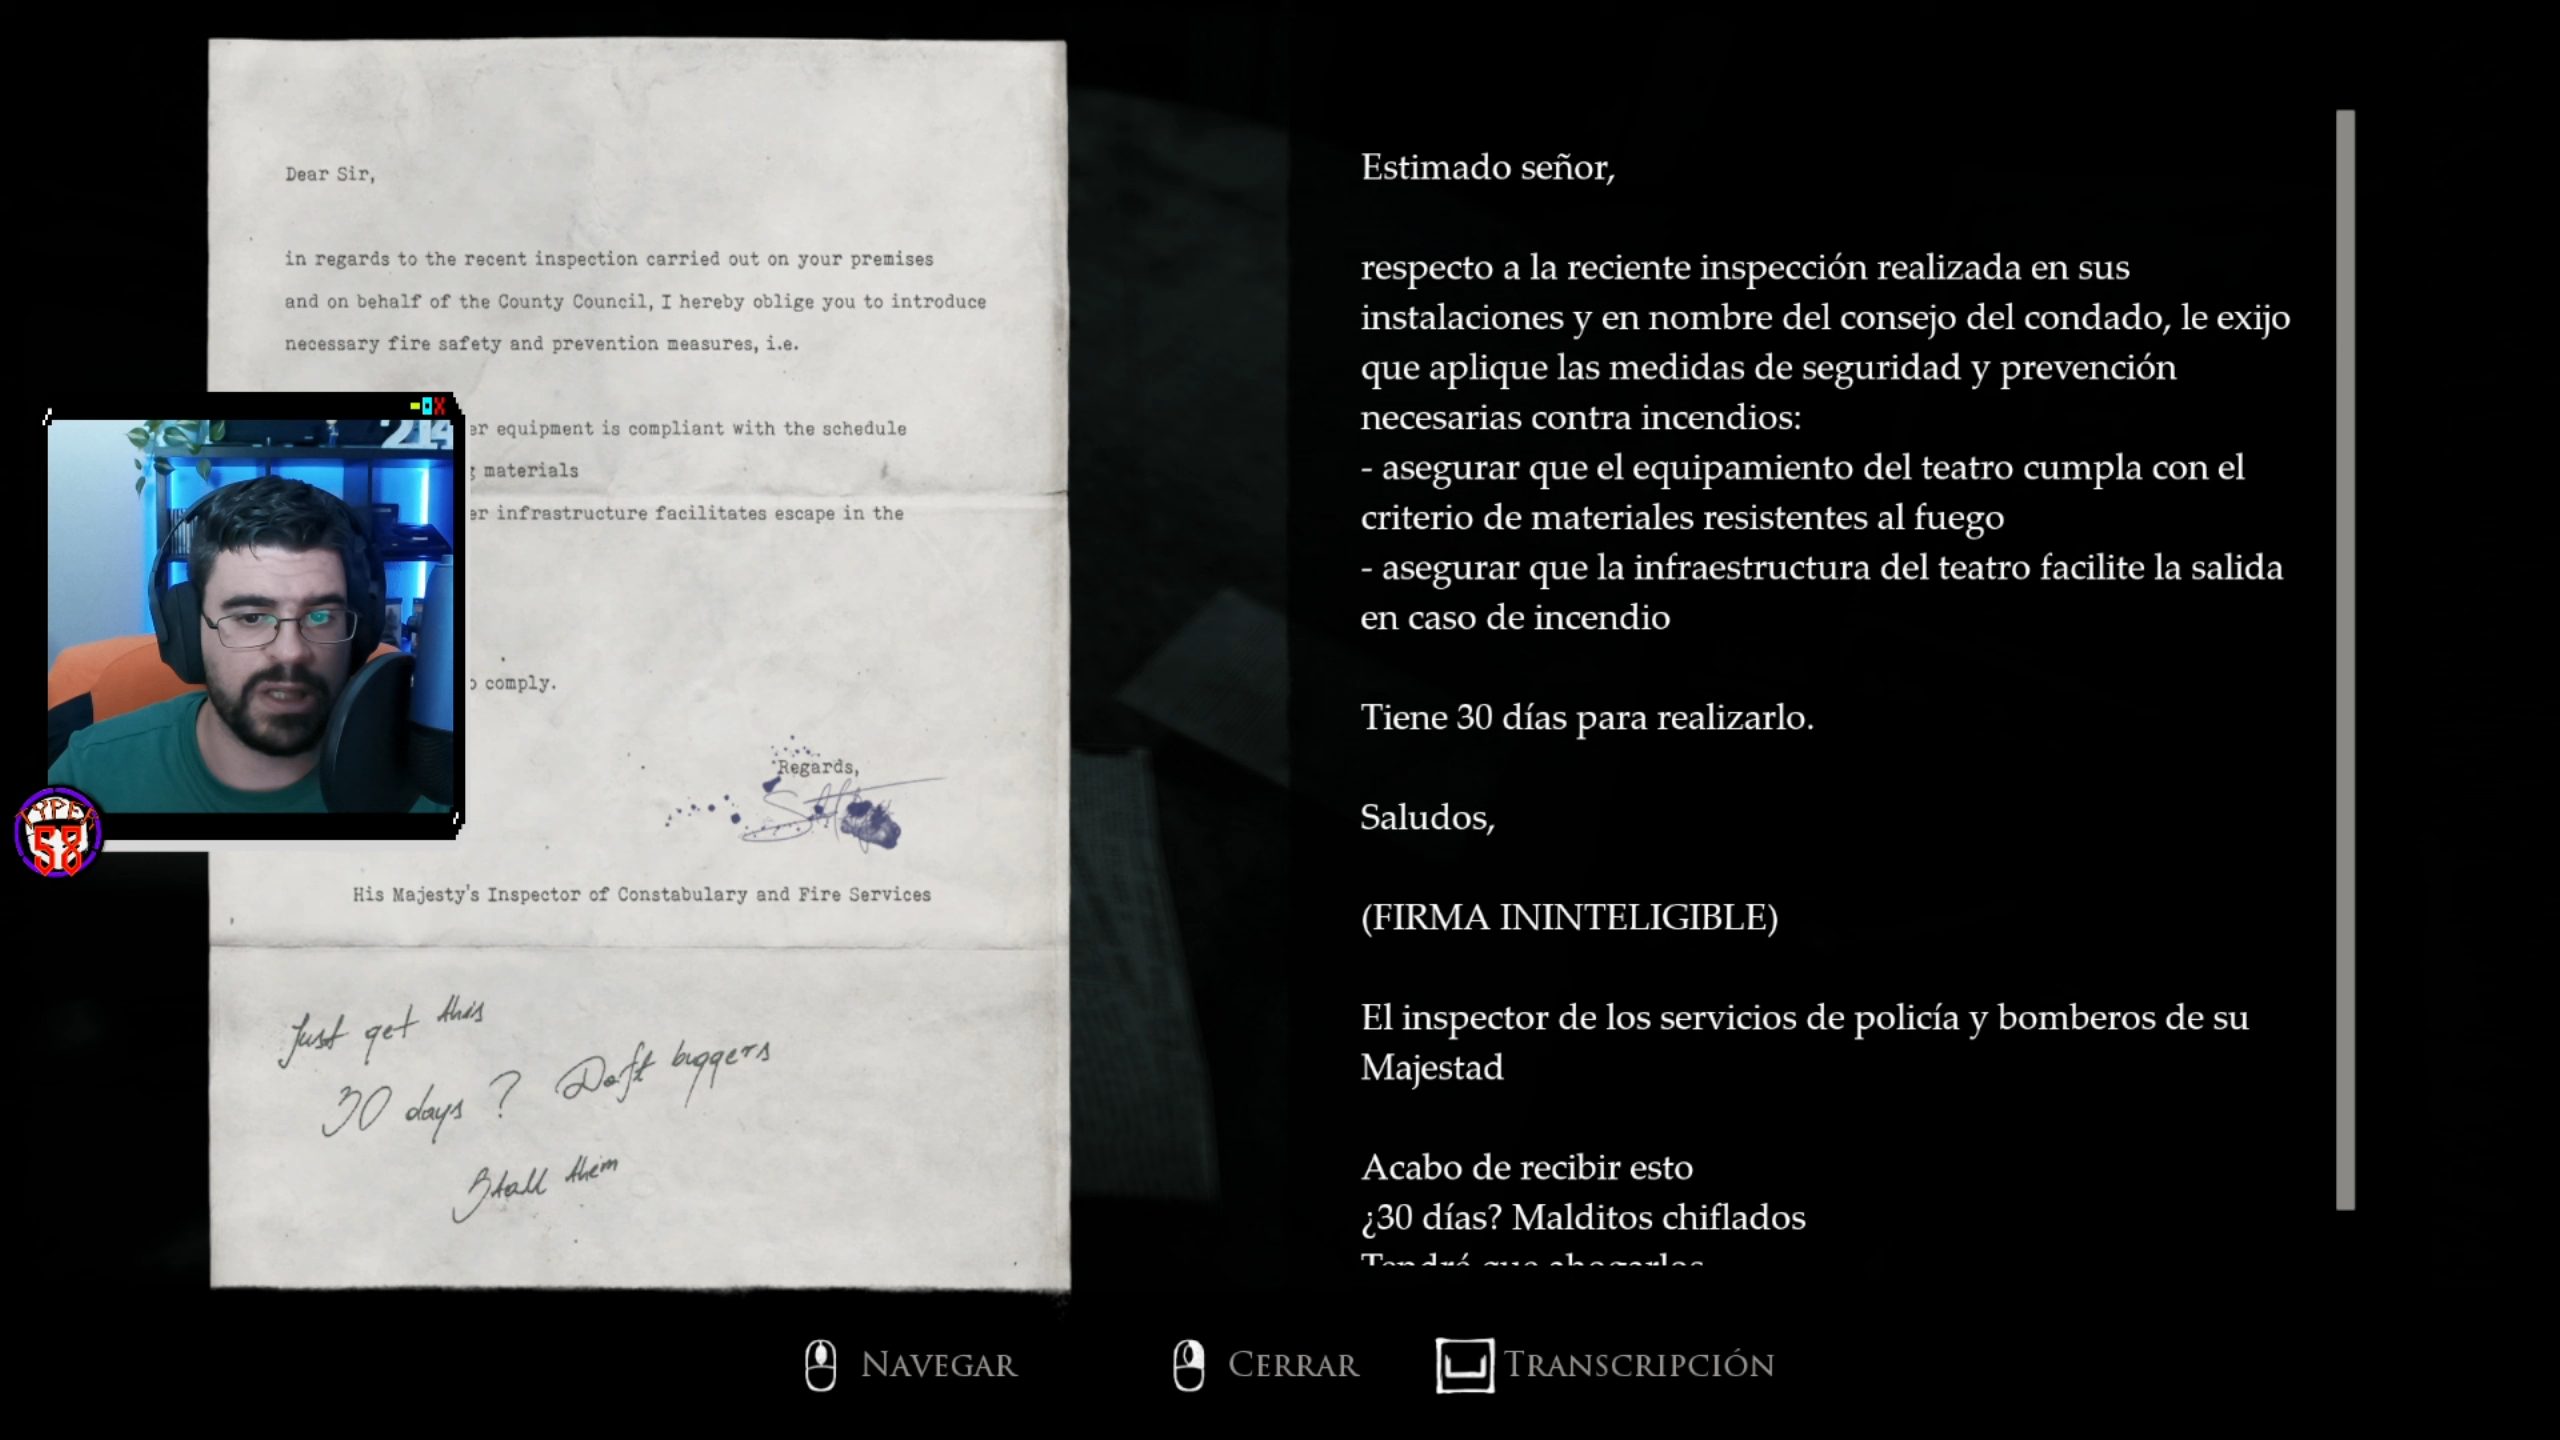 Dear Sir,
in regards to the recent inspection carried out on your premises
and on behalf of the County Council, I hereby oblige you to introduce
necessary fire safety and prevention measures, i.e.
equipment is compliant with the schedule
materials
infrastructure facilitates escape in the
comply.
Regards,
His Majesty's Inspector of Constabulary and Fire Services
Just get this
30 days? Daft buggers
Stall them
214
HYPER
58
Estimado señor,
respecto a la reciente inspección realizada en sus
instalaciones y en nombre del consejo del condado, le exijo
que aplique las medidas de seguridad y prevención
necesarias contra incendios:
- asegurar que el equipamiento del teatro cumpla con el
criterio de materiales resistentes al fuego
- asegurar que la infraestructura del teatro facilite la salida
en caso de incendio
Tiene 30 días para realizarlo.
Saludos,
(FIRMA ININTELIGIBLE)
El inspector de los servicios de policía y bomberos de su
Majestad
Acabo de recibir esto
¿30 días? Malditos chiflados
Tendré que ahogarlos
NAVEGAR
CERRAR
TRANSCRIPCIÓN